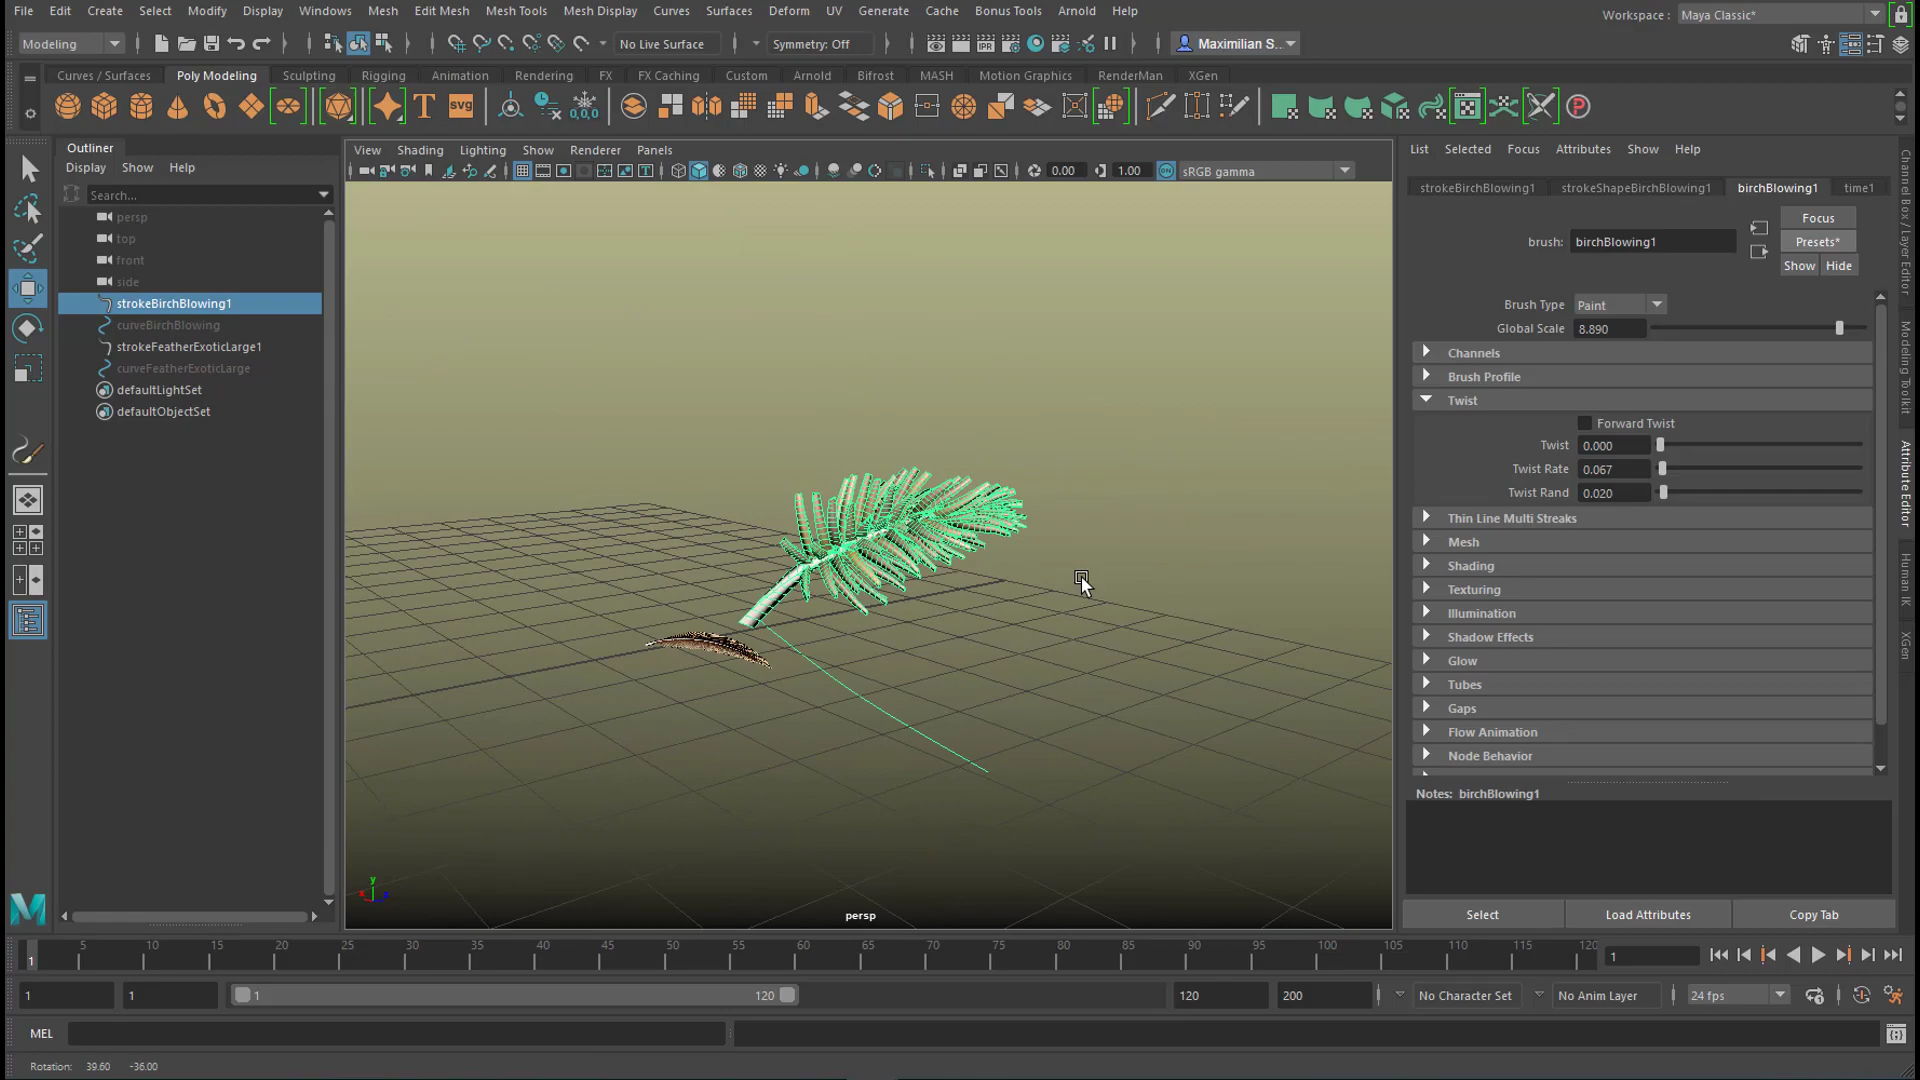 File Edit Create Select Modify Display Windows Mesh Edit Mesh Mesh Tools Mesh Display Curves Surfaces Deform UV Generate Cache Bonus Tools Arnold Help
Workspace : Maya Classic*
Modeling No Live Surface Symmetry: Off IPR Maximilian S...
Curves / Surfaces Poly Modeling Sculpting Rigging Animation Rendering FX FX Caching Custom Arnold Bifrost MASH Motion Graphics RenderMan XGen
T svg 0,0,0 P
Outliner
Display Show Help
Search...
persp
top
front
side
strokeBirchBlowing1
curveBirchBlowing
strokeFeatherExoticLarge1
curveFeatherExoticLarge
defaultLightSet
defaultObjectSet
View Shading Lighting Show Renderer Panels
0.00 1.00 sRGB gamma
y
persp
List Selected Focus Attributes Show Help
strokeBirchBlowing1 strokeShapeBirchBlowing1 birchBlowing1 time1
Focus
brush: birchBlowing1 Presets*
Show Hide
Brush Type Paint
Global Scale 8.890
Channels
Brush Profile
Twist
Forward Twist
Twist 0.000
Twist Rate 0.067
Twist Rand 0.020
Thin Line Multi Streaks
Mesh
Shading
Texturing
Illumination
Shadow Effects
Glow
Tubes
Gaps
Flow Animation
Node Behavior
Notes: birchBlowing1
Select Load Attributes Copy Tab
Channel Box / Layer Editor
Modeling Toolkit
Attribute Editor
Human IK
XGen
5 10 15 20 25 30 35 40 45 50 55 60 65 70 75 80 85 90 95 100 105 110 115 120
1 1
1 1 1 120 120 200 No Character Set No Anim Layer 24 fps
MEL
Rotation: 39.60 -36.00